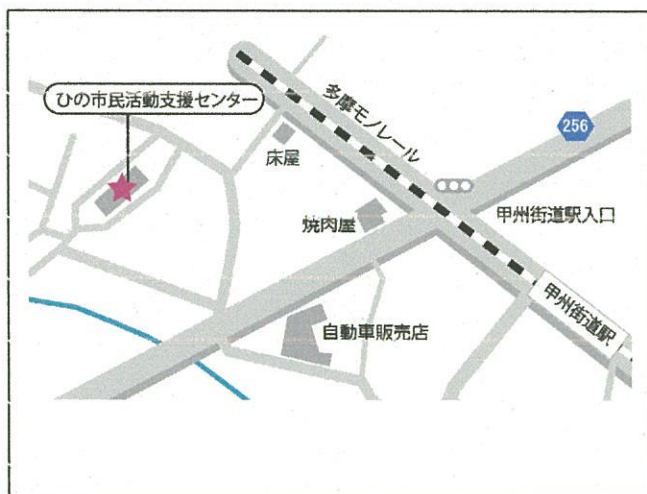 ひの市民活動支援センター
多摩モノレール
256
床屋
焼肉屋
甲州街道駅入口
甲州街道駅
自動車販売店